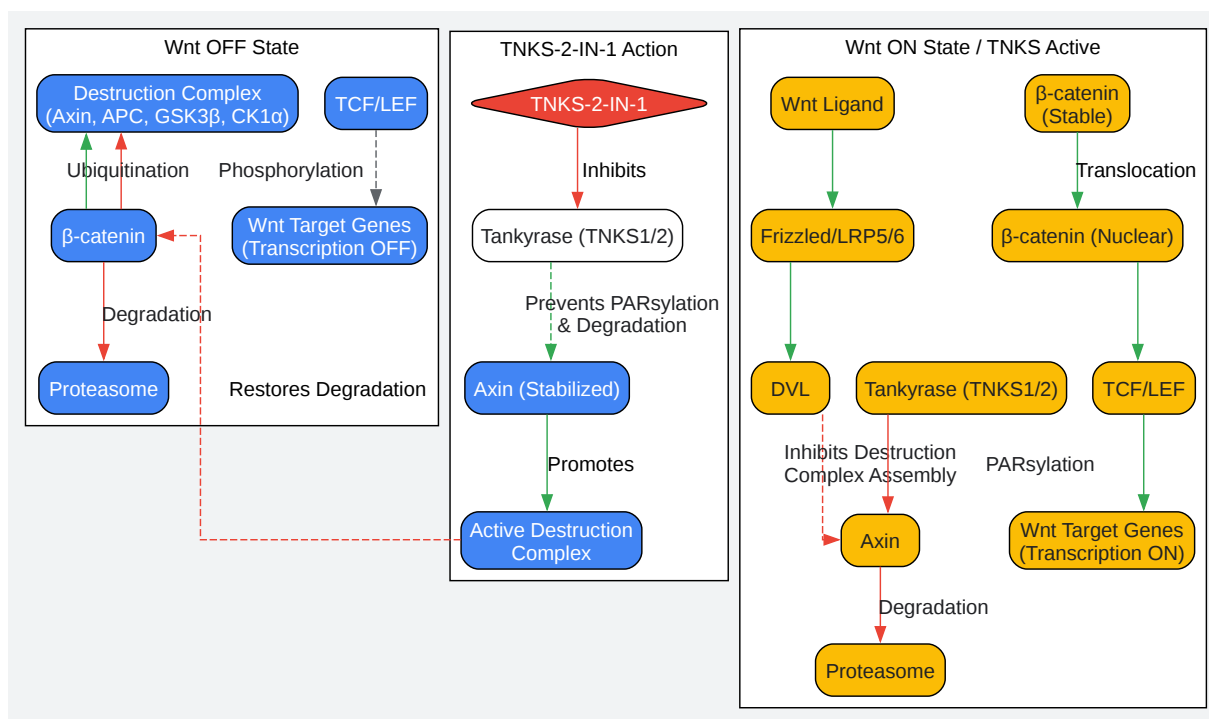 Wnt OFF State
Destruction Complex
(Axin, APC, GSK3β, CK1α)
TCF/LEF
Ubiquitination
Phosphorylation
β-catenin
Wnt Target Genes
(Transcription OFF)
Degradation
Proteasome
Restores Degradation
TNKS-2-IN-1 Action
TNKS-2-IN-1
Inhibits
Tankyrase (TNKS1/2)
Prevents PARsylation
& Degradation
Axin (Stabilized)
Promotes
Active Destruction
Complex
Wnt ON State / TNKS Active
Wnt Ligand
β-catenin
(Stable)
Translocation
Frizzled/LRP5/6
β-catenin (Nuclear)
DVL
Tankyrase (TNKS1/2)
TCF/LEF
Inhibits Destruction
Complex Assembly
PARsylation
Axin
Wnt Target Genes
(Transcription ON)
Degradation
Proteasome